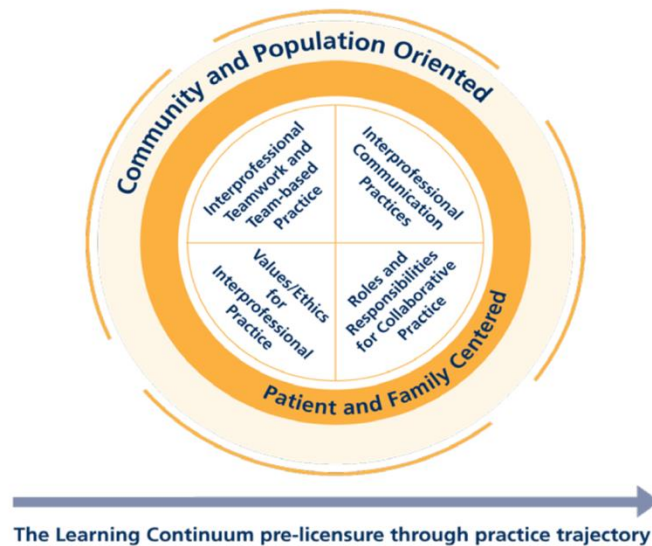 Community and Population Oriented
Interprofessional
Teamwork and
Team-based
Practice
Interprofessional
Communication
Practices
Values/Ethics
for
Interprofessional
Practice
Roles and
Responsibilities
for Collaborative
Practice
Patient and Family Centered
The Learning Continuum pre-licensure through practice trajectory